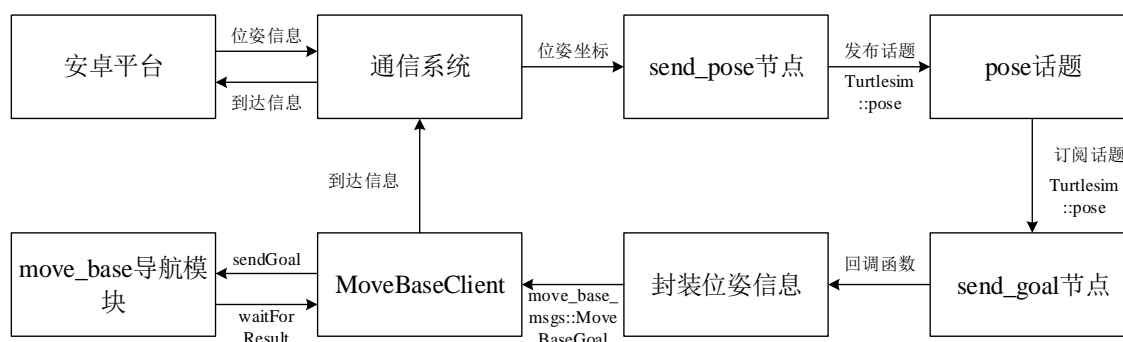 位姿信息
位姿坐标
发布话题
安卓平台
通信系统
send_pose节点
pose话题
到达信息
Turtlesim
::pose
到达信息
订阅话题
Turtlesim
::pose
move_base导航模
块
sendGoal
waitFor
Result
MoveBaseClient
move_base_
msgs::Move
BaseGoal
封装位姿信息
回调函数
send_goal节点